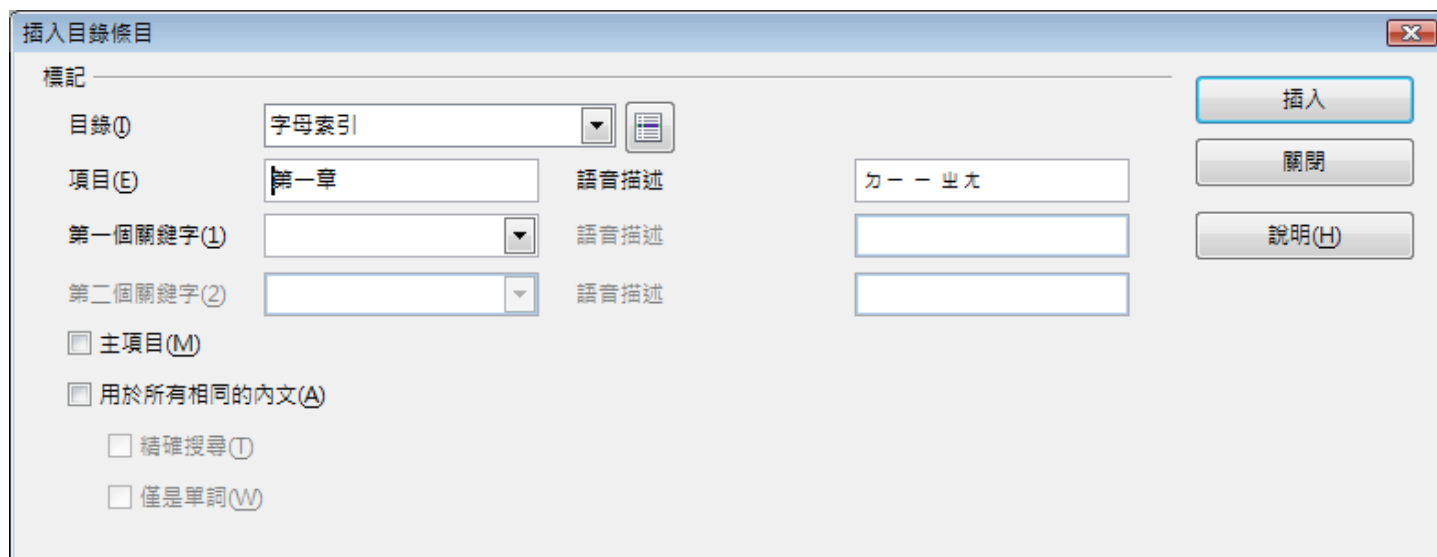 插入目錄條目
標記
目錄(I) 字母索引
插入
關閉
項目(E) 第一章 語音描述 ㄉㄧ ㄧ ㄓㄤ
第一個關鍵字(1) 語音描述
說明(H)
第二個關鍵字(2) 語音描述
主項目(M)
用於所有相同的內文(A)
精確搜尋(T)
僅是單詞(W)